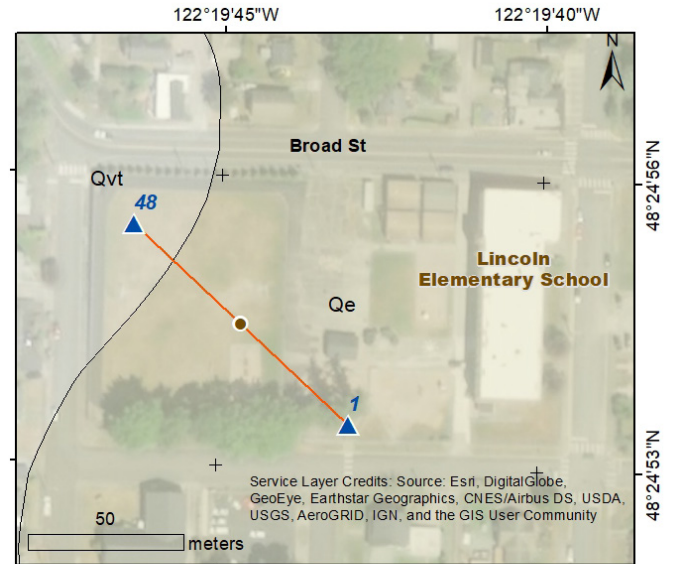 122°19'45"W
122°19'40"W
N
Broad St
48°24'56"N
Qvt
48
Lincoln
Elementary School
Qe
1
48°24'53"N
Service Layer Credits: Source: Esri, DigitalGlobe,
GeoEye, Earthstar Geographics, CNES/Airbus DS, USDA,
USGS, AeroGRID, IGN, and the GIS User Community
50
meters